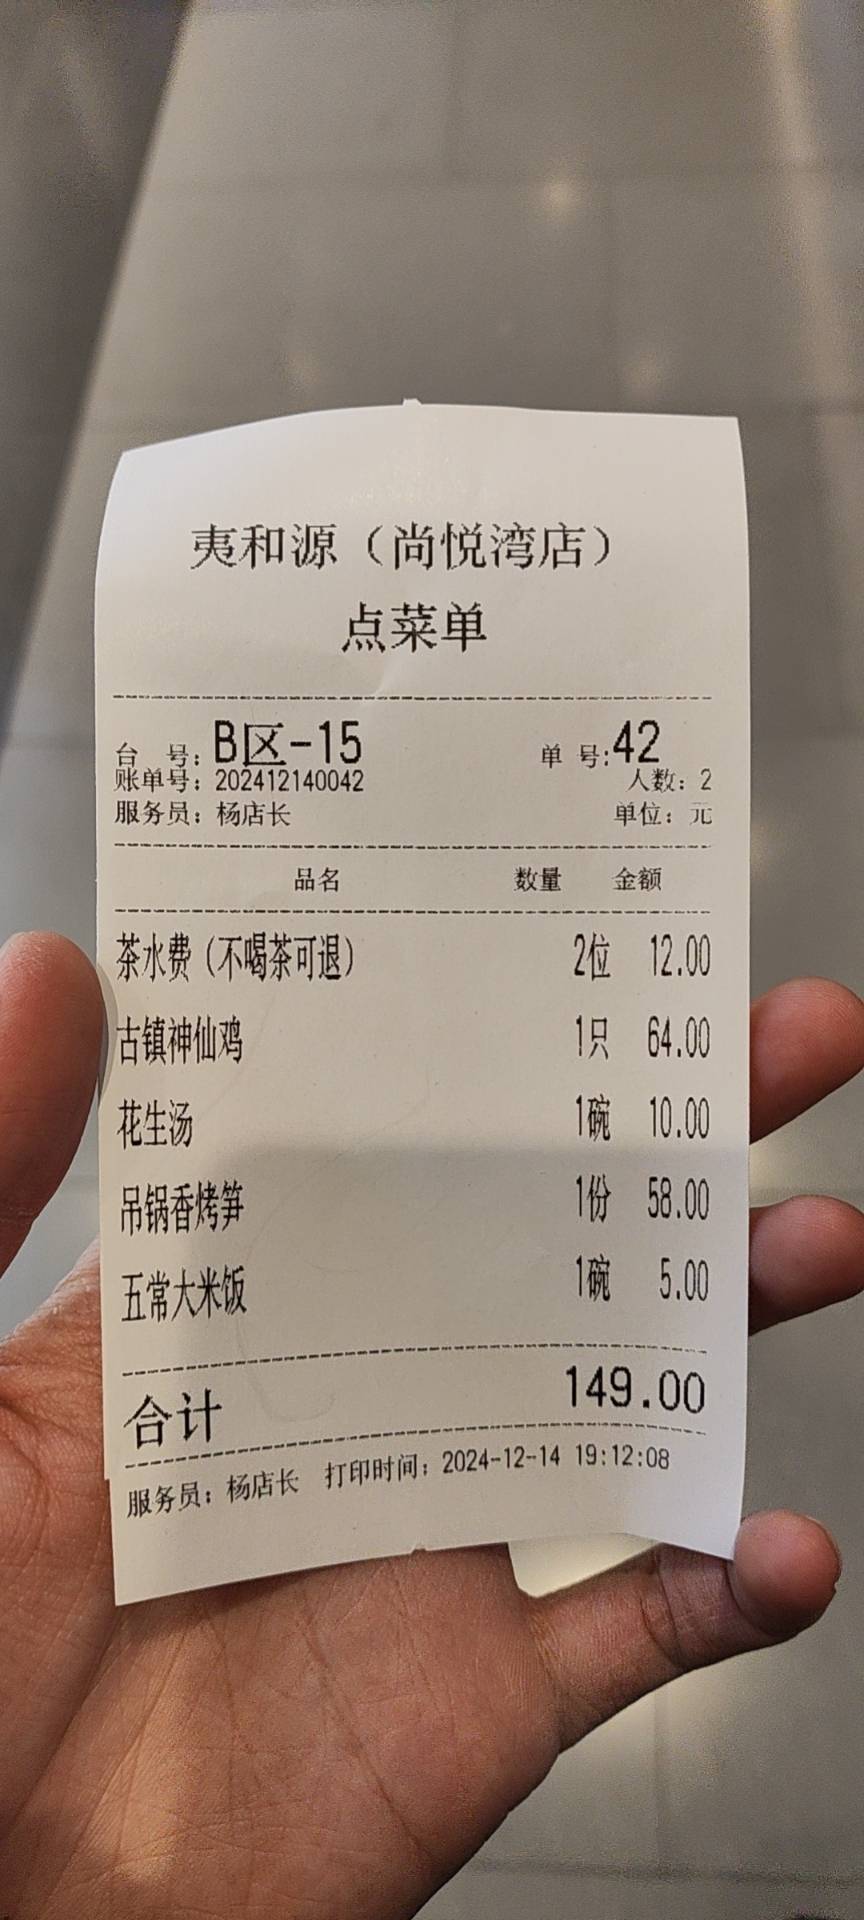 夷和源（尚悦湾店）
点菜单
台 号：B区-15 单 号:42
账单号：202412140042 人数：2
服务员：杨店长 单位：元
品名 数量 金额
茶水费（不喝茶可退） 2位 12.00
古镇神仙鸡 1只 64.00
花生汤 1碗 10.00
吊锅香烤笋 1份 58.00
五常大米饭 1碗 5.00
合计 149.00
服务员：杨店长 打印时间：2024-12-14 19:12:08